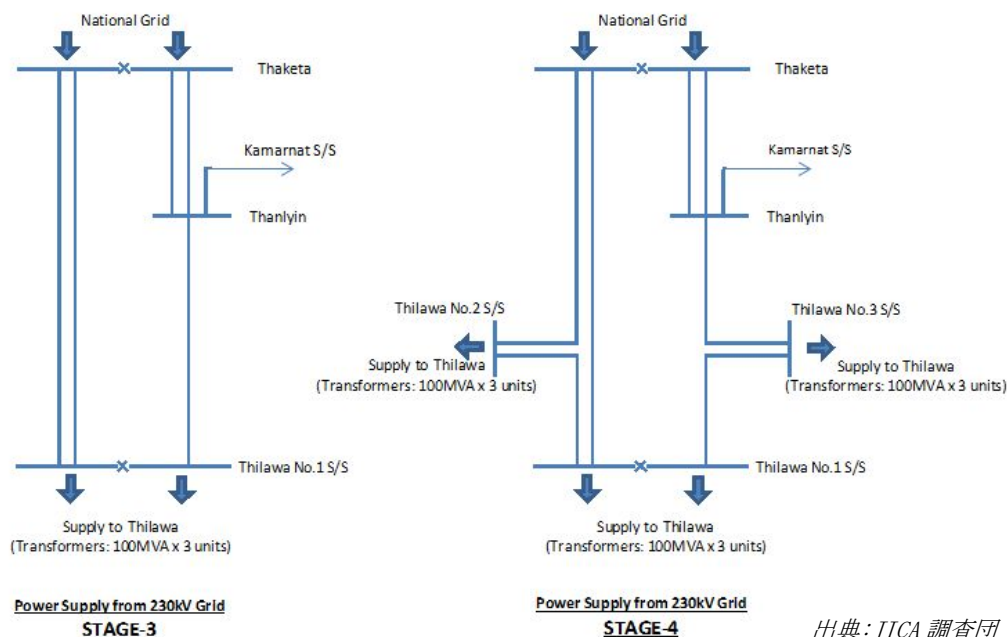 National Grid
Thaketa
Kamarnat S/S
Thanlyin
Thilawa No.1 S/S
Supply to Thilawa
(Transformers: 100MVA x 3 units)
Power Supply from 230kV Grid
STAGE-3
National Grid
Thaketa
Kamarnat S/S
Thanlyin
Thilawa No.2 S/S
Supply to Thilawa
(Transformers: 100MVA x 3 units)
Thilawa No.3 S/S
Supply to Thilawa
(Transformers: 100MVA x 3 units)
Thilawa No.1 S/S
Supply to Thilawa
(Transformers: 100MVA x 3 units)
Power Supply from 230kV Grid
STAGE-4
出典: JICA 調査団